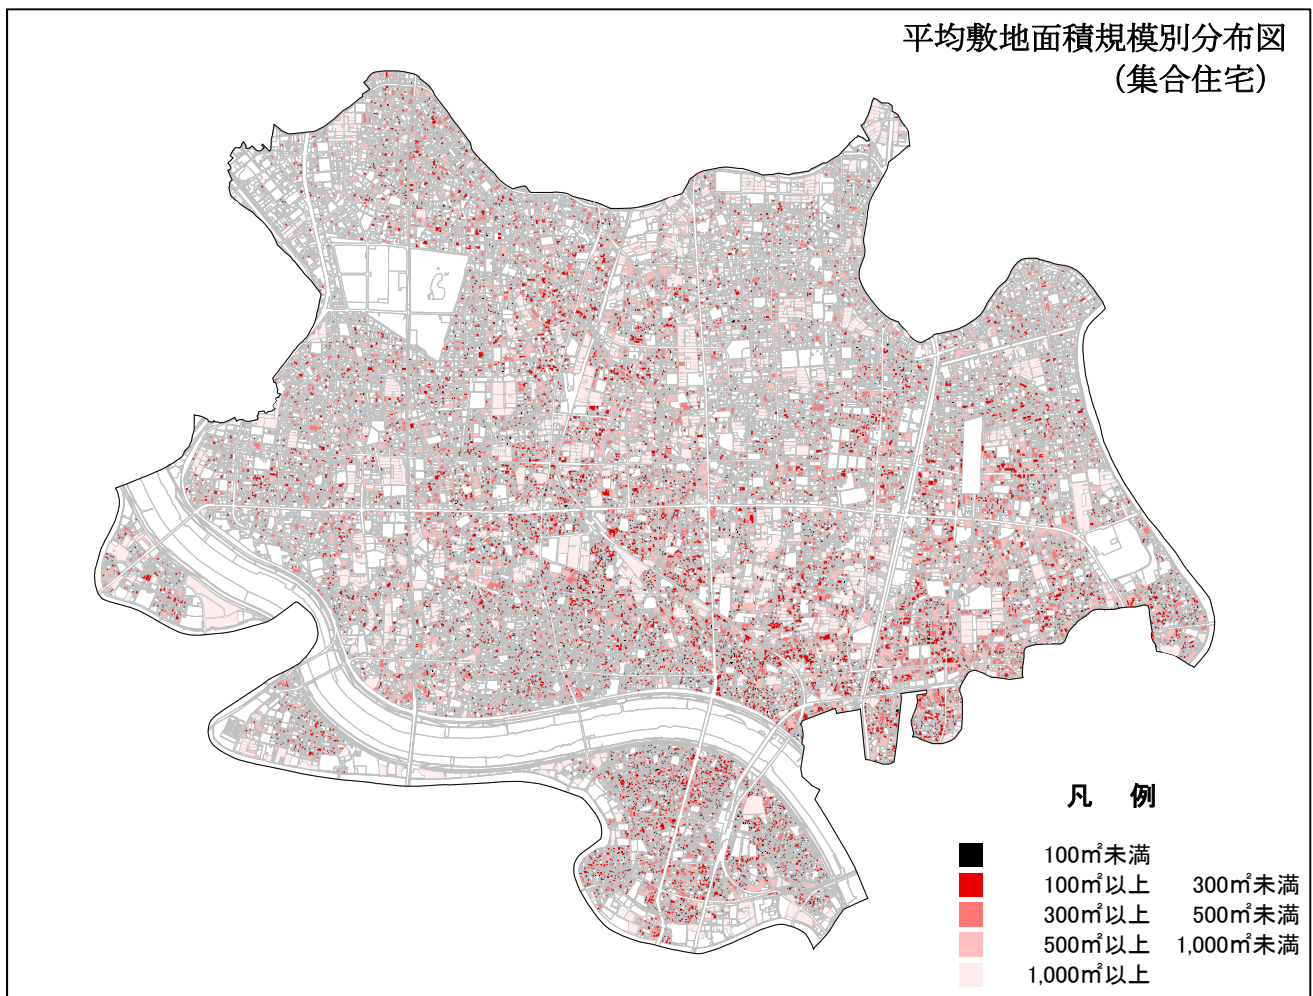 平均敷地面積規模別分布図
（集合住宅）
凡 例
100㎡未満
100㎡以上 300㎡未満
300㎡以上 500㎡未満
500㎡以上 1,000㎡未満
1,000㎡以上